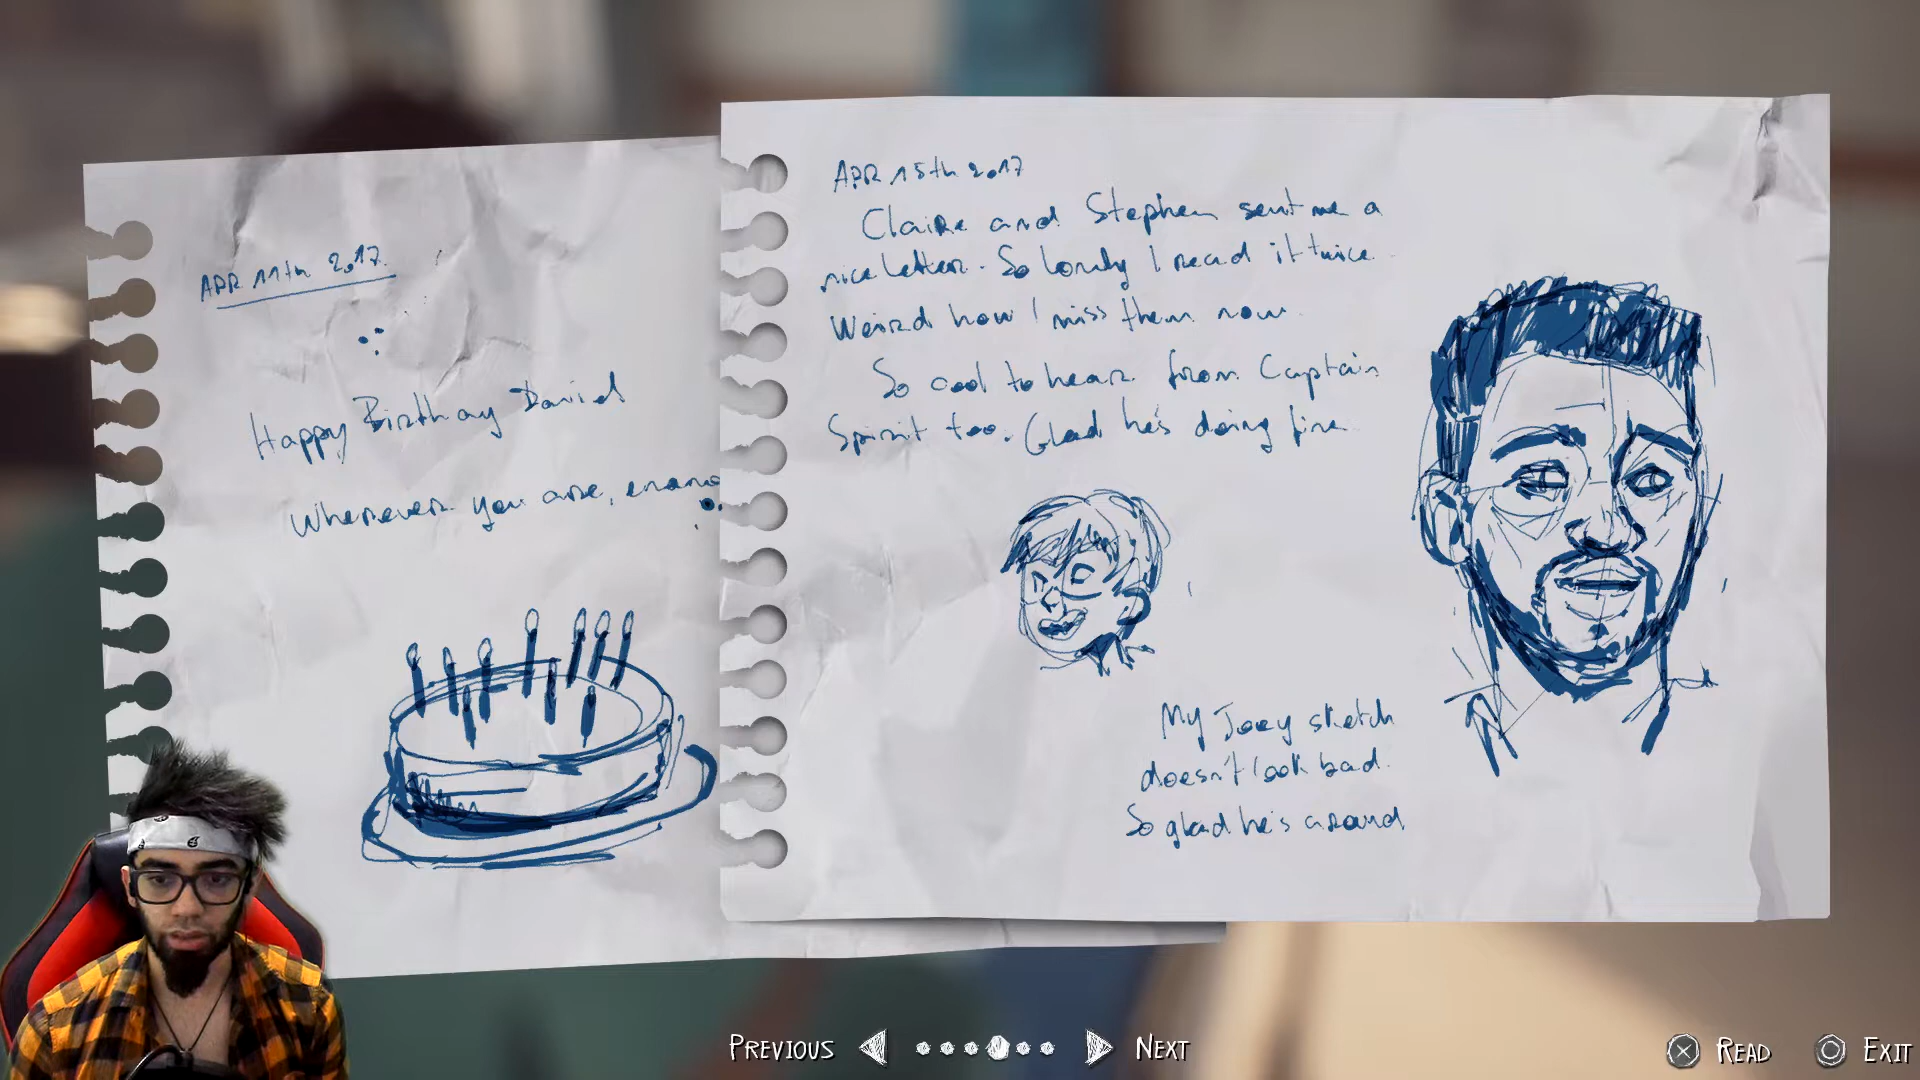 APR 11th 2017
Happy Birthday Daniel
Wherever you are, enano
APR 15th 2017
Claire and Stephen sent me a
nice letter. So lonely I read it twice
Weird how I miss them now.
So cool to hear from Captain
Spirit too. Glad he's doing fine.
My Joey sketch
doesn't look bad.
So glad he's around
PREVIOUS NEXT
READ EXIT